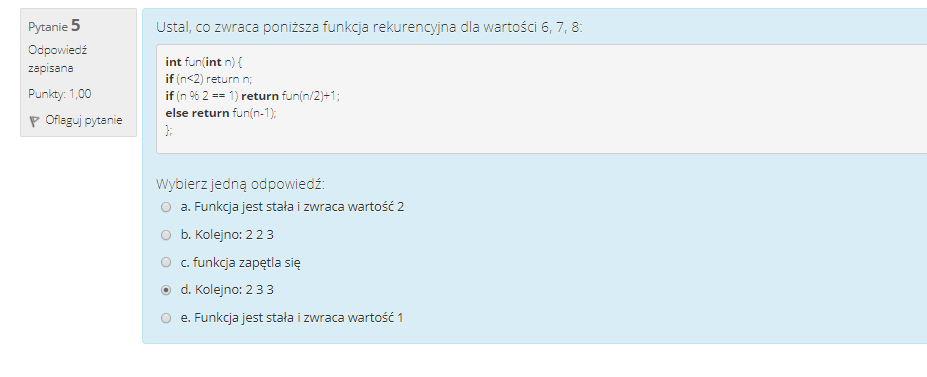 Pytanie 5
Odpowiedź
zapisana
Punkty: 1,00
Oflaguj pytanie
Ustal, co zwraca poniższa funkcja rekurencyjna dla wartości 6, 7, 8:
int fun(int n) {
if (n<2) return n;
if (n % 2 == 1) return fun(n/2)+1;
else return fun(n-1);
};
Wybierz jedną odpowiedź:
a. Funkcja jest stała i zwraca wartość 2
b. Kolejno: 2 2 3
c. funkcja zapętla się
d. Kolejno: 2 3 3
e. Funkcja jest stała i zwraca wartość 1